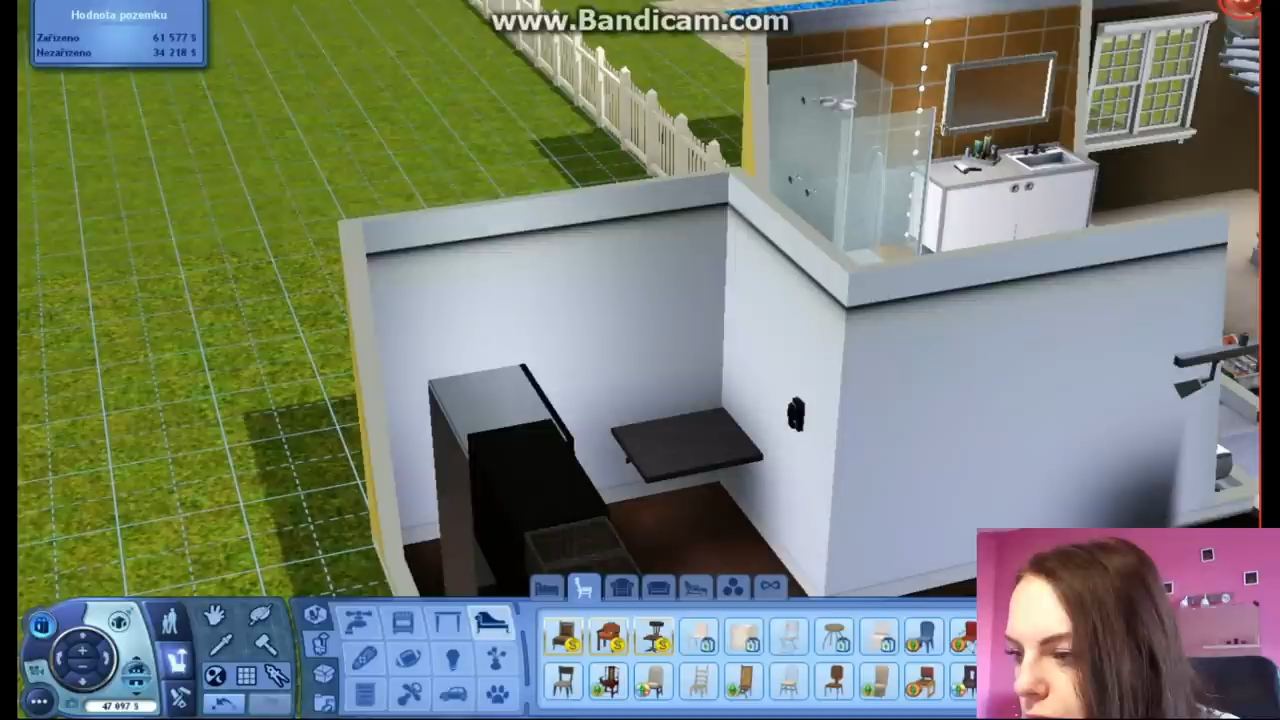 www.Bandicam.com
Hodnota pozemku
Zařízeno 61 577 $
Nezařízeno 34 218 $
47 097 $